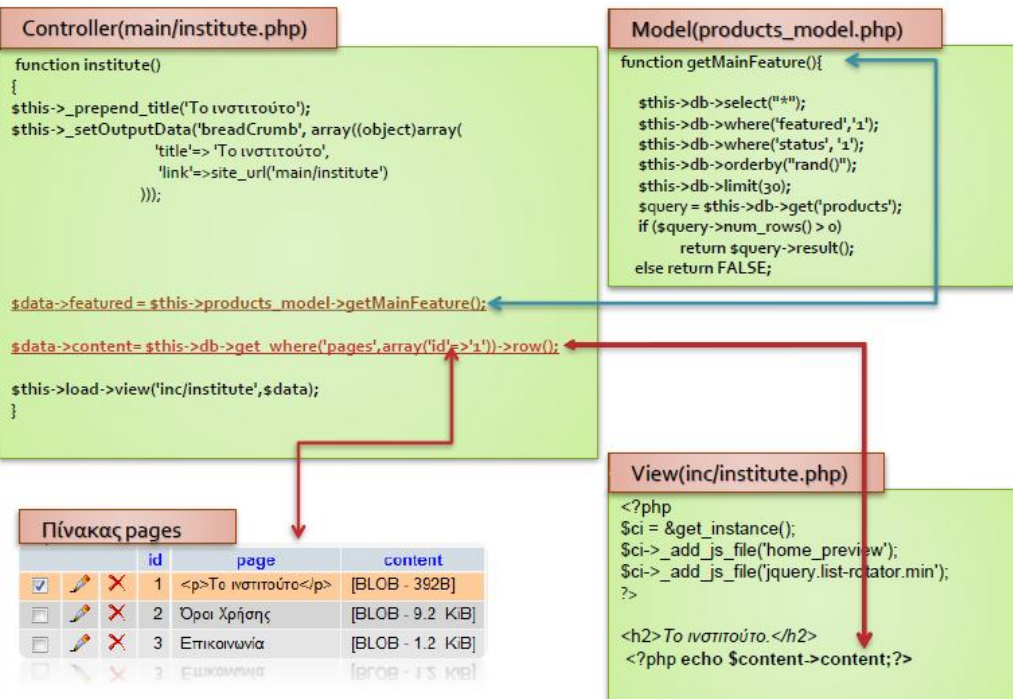 Controller(main/institute.php)
function institute()
{
$this->_prepend_title('Το ινστιτούτο');
$this->_setOutputData('breadCrumb', array((object)array(
'title'=> 'Το ινστιτούτο',
'link'=>site_url('main/institute')
)));
$data->featured = $this->products_model->getMainFeature();
$data->content= $this->db->get_where('pages',array('id'=>'1'))->row();
$this->load->view('inc/institute',$data);
}
Model(products_model.php)
function getMainFeature(){
$this->db->select("*");
$this->db->where('featured','1');
$this->db->where('status', '1');
$this->db->orderby("rand()");
$this->db->limit(30);
$query = $this->db->get('products');
if ($query->num_rows() > 0)
return $query->result();
else return FALSE;
Πίνακας pages
id page content
1 <p>Το ινστιτούτο</p> [BLOB - 392B]
2 Όροι Χρήσης [BLOB - 9.2 KiB]
3 Επικοινωνία [BLOB - 1.2 KiB]
View(inc/institute.php)
<?php
$ci = &get_instance();
$ci->_add_js_file('home_preview');
$ci->_add_js_file('jquery.list-rotator.min');
?>
<h2>Το ινστιτούτο.</h2>
<?php echo $content->content;?>